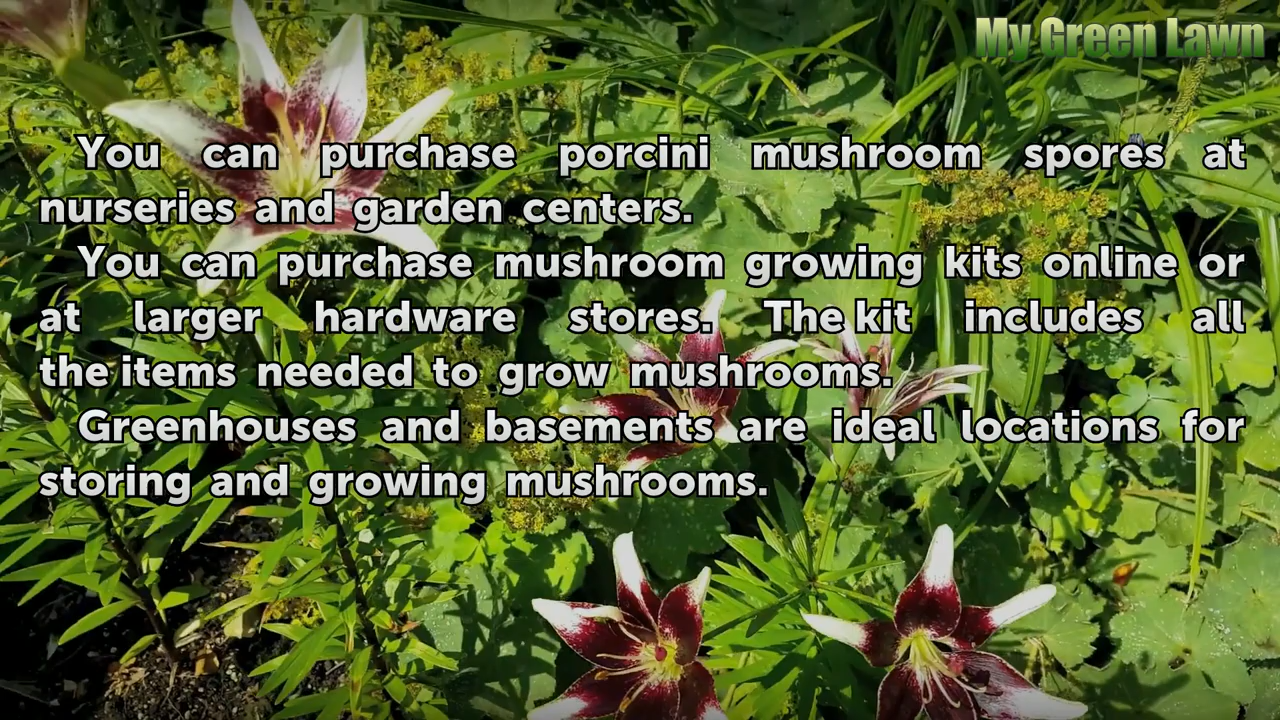 My Green Lawn
You can purchase porcini mushroom spores at
nurseries and garden centers.
You can purchase mushroom growing kits online or
at larger hardware stores. The kit includes all
the items needed to grow mushrooms.
Greenhouses and basements are ideal locations for
storing and growing mushrooms.